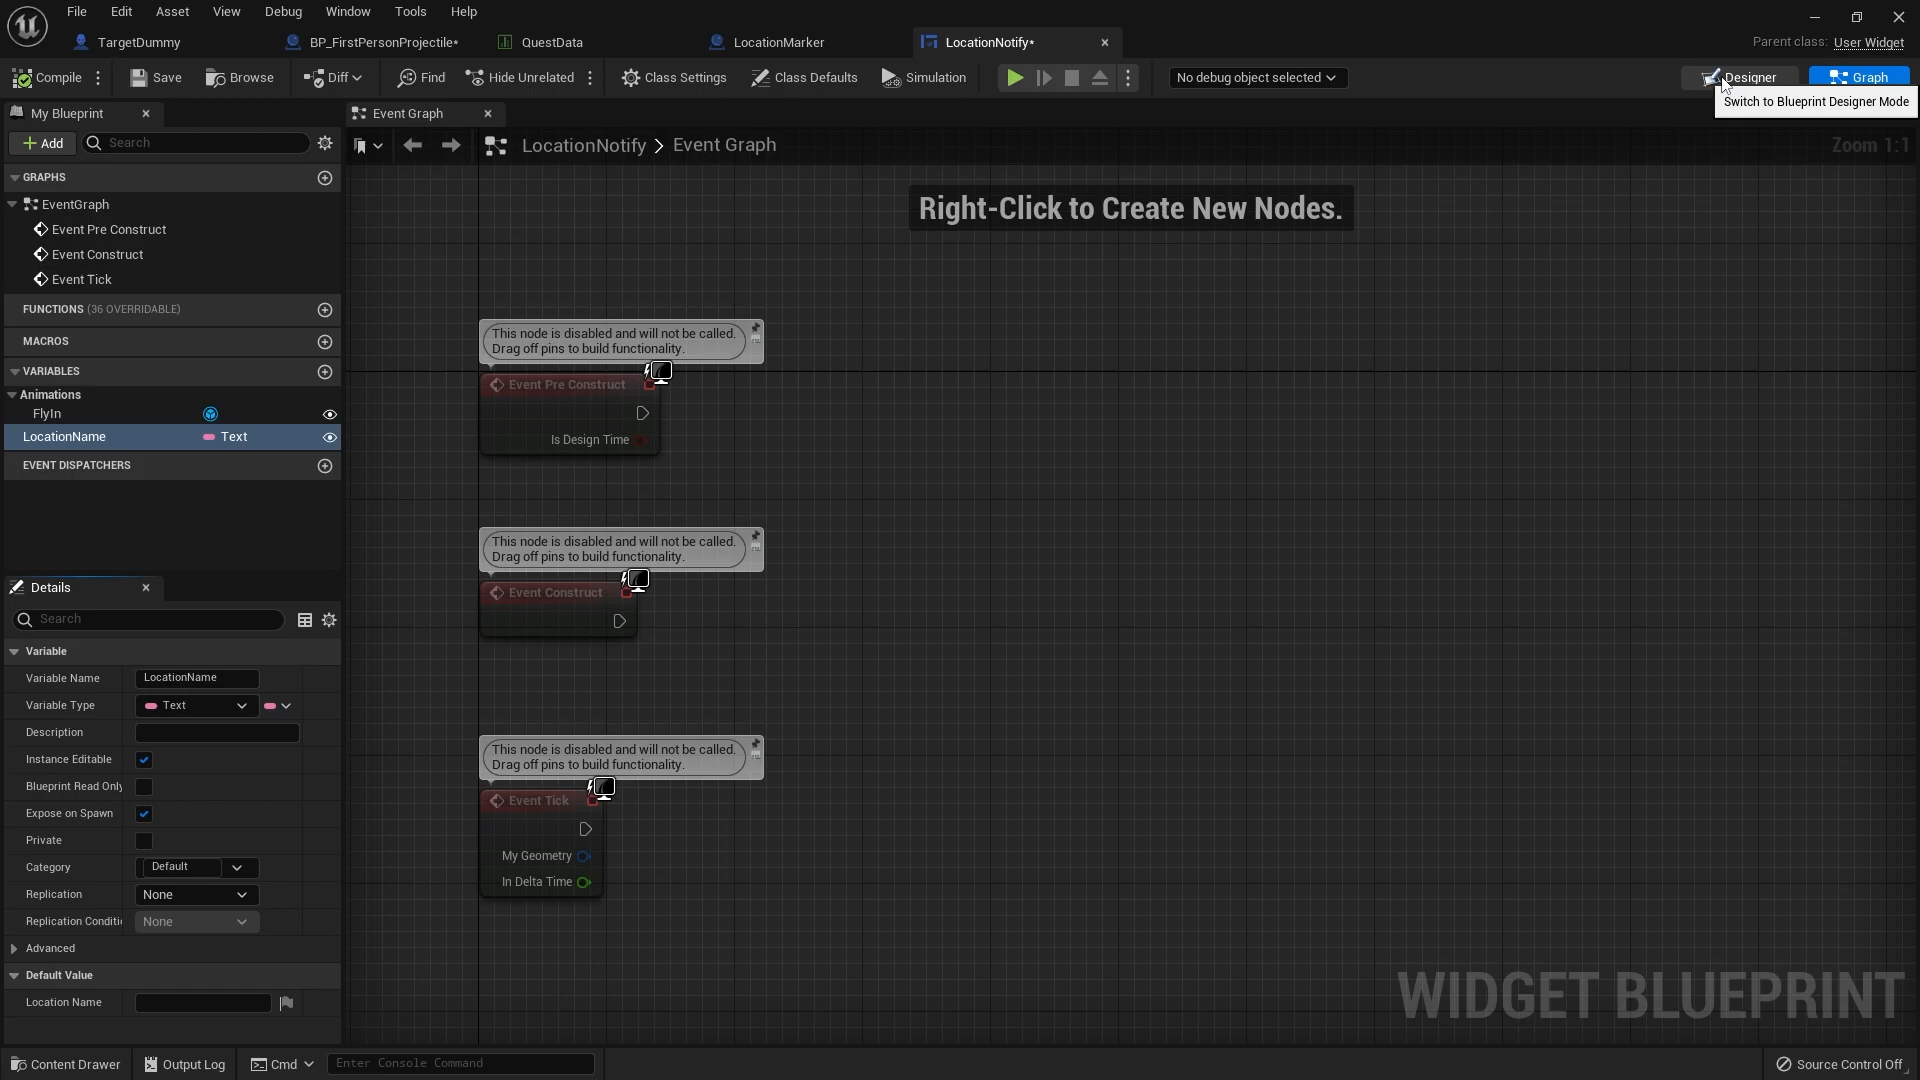 File Edit Asset View Debug Window Tools Help
TargetDummy BP_FirstPersonProjectile* QuestData LocationMarker LocationNotify*
Parent class: User Widget
Compile Save Browse Diff Find Hide Unrelated Class Settings Class Defaults Simulation No debug object selected Designer Graph
Switch to Blueprint Designer Mode
My Blueprint
Event Graph
Add Search
LocationNotify > Event Graph
Zoom 1:1
GRAPHS
EventGraph
Event Pre Construct
Event Construct
Event Tick
FUNCTIONS (36 OVERRIDABLE)
MACROS
VARIABLES
Animations
FlyIn
LocationName Text
EVENT DISPATCHERS
Right-Click to Create New Nodes.
This node is disabled and will not be called.
Drag off pins to build functionality.
Event Pre Construct
Is Design Time
This node is disabled and will not be called.
Drag off pins to build functionality.
Event Construct
This node is disabled and will not be called.
Drag off pins to build functionality.
Event Tick
My Geometry
In Delta Time
Details
Search
Variable
Variable Name LocationName
Variable Type Text
Description
Instance Editable
Blueprint Read Only
Expose on Spawn
Private
Category Default
Replication None
Replication Conditi None
Advanced
Default Value
Location Name
WIDGET BLUEPRINT
Content Drawer Output Log Cmd Enter Console Command Source Control Off